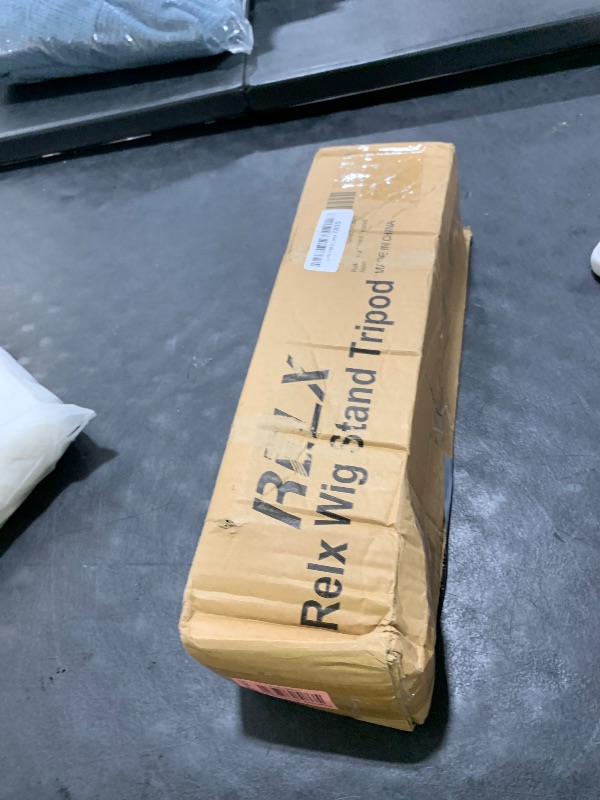 RELX
Relx Wig Stand Tripod
MADE IN CHINA